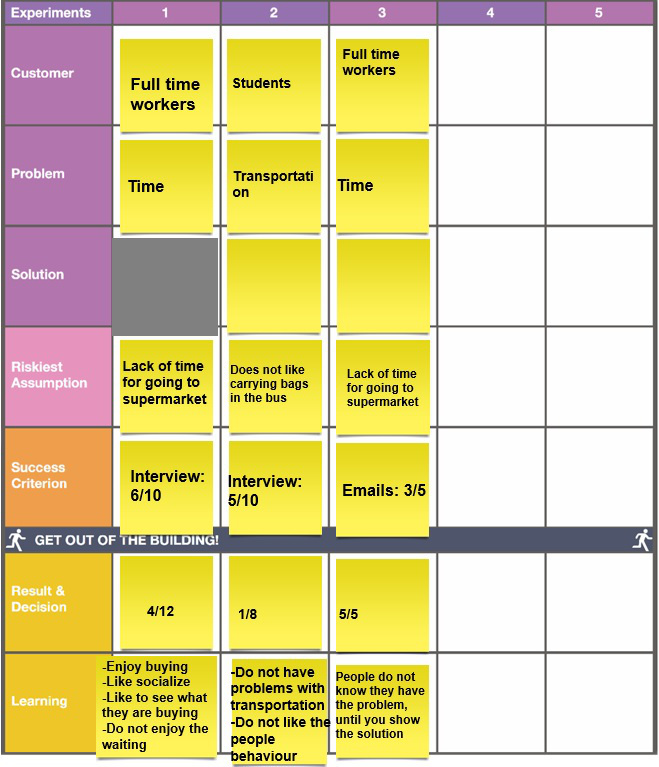 Experiments 1 2 3 4 5
Customer
Full time
workers
Students
Full time
workers
Problem
Time
Transportati
on
Time
Solution
Riskiest
Assumption
Lack of time
for going to
supermarket
Does not like
carrying bags
in the bus
Lack of time
for going to
supermarket
Success
Criterion
Interview:
6/10
Interview:
5/10
Emails: 3/5
GET OUT OF THE BUILDING!
Result &
Decision
4/12
1/8
5/5
Learning
-Enjoy buying
-Like socialize
-Like to see what
they are buying
-Do not enjoy the
waiting
-Do not have
problems with
transportation
-Do not like the
people
behaviour
People do not
know they have
the problem,
until you show
the solution